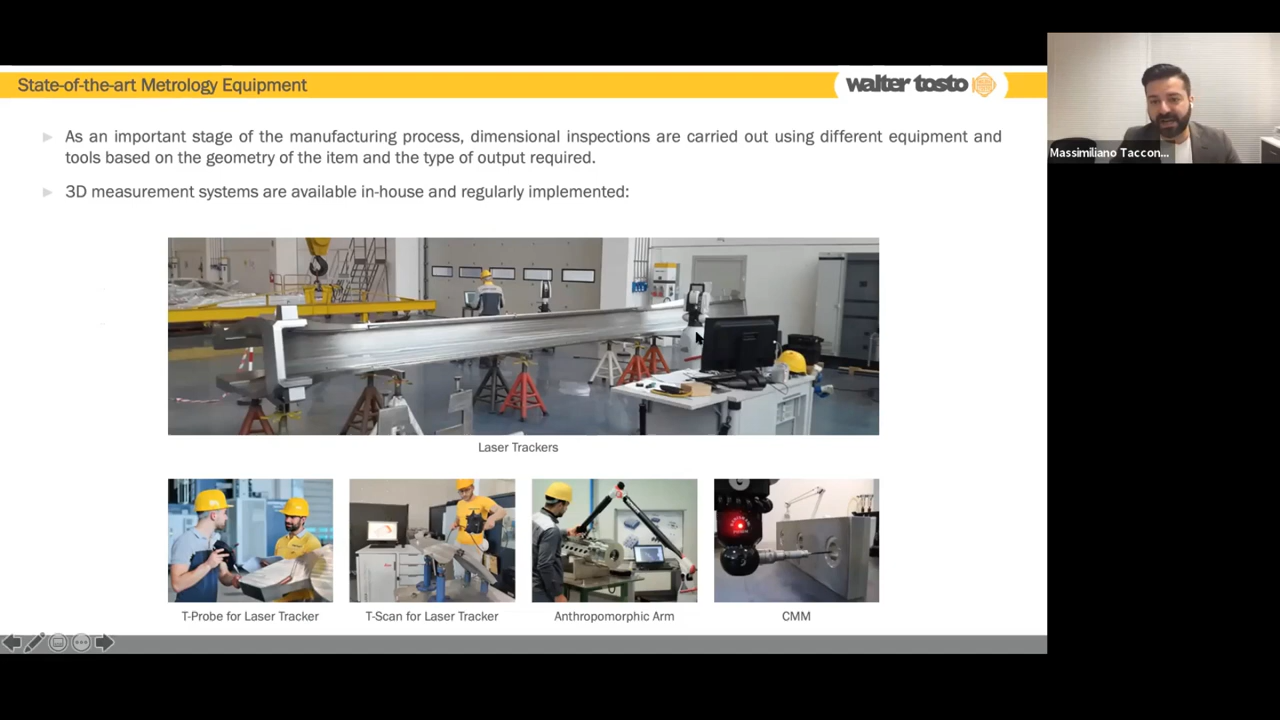 State-of-the-art Metrology Equipment
walter tosto
As an important stage of the manufacturing process, dimensional inspections are carried out using different equipment and
tools based on the geometry of the item and the type of output required.
3D measurement systems are available in-house and regularly implemented:
Massimiliano Taccon...
Laser Trackers
T-Probe for Laser Tracker
T-Scan for Laser Tracker
Anthropomorphic Arm
CMM